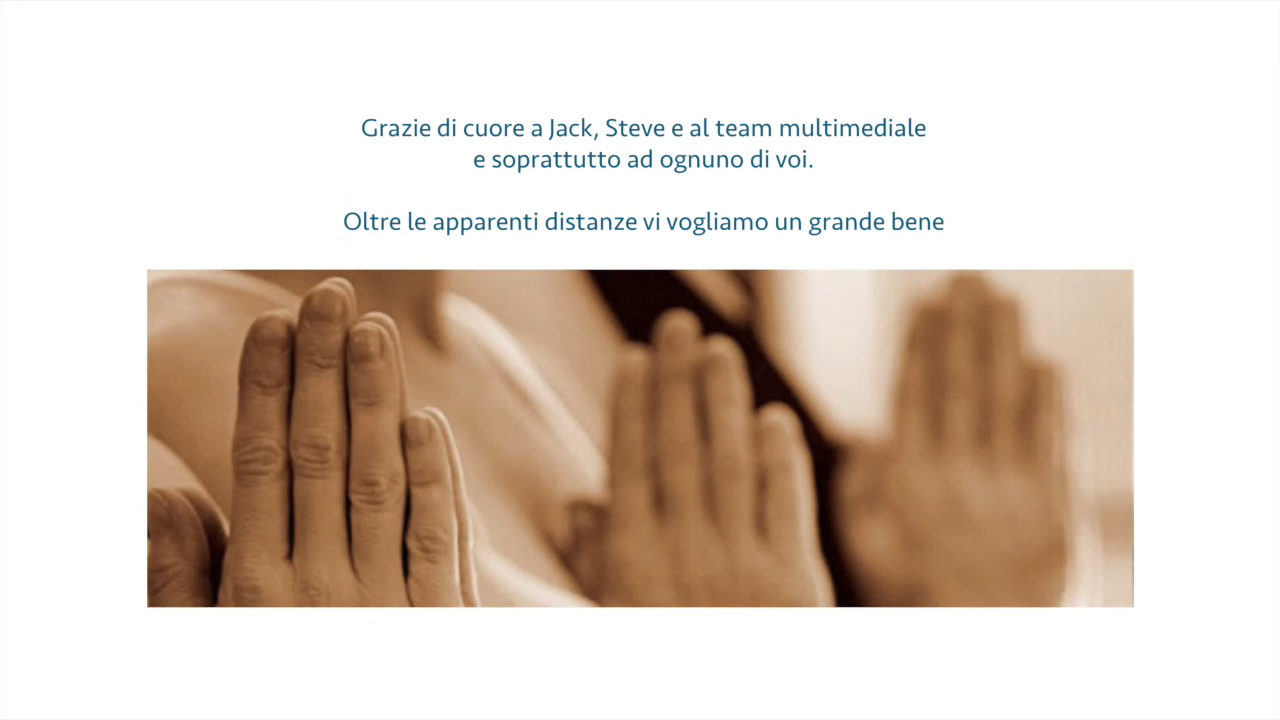 Grazie di cuore a Jack, Steve e al team multimediale
e soprattutto ad ognuno di voi.
Oltre le apparenti distanze vi vogliamo un grande bene